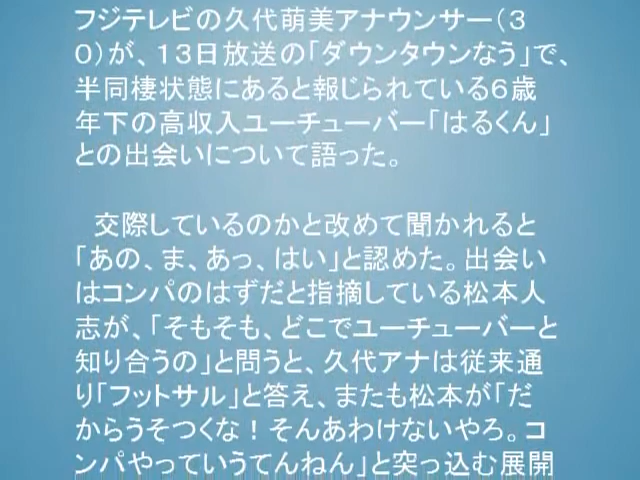 フジテレビの久代萌美アナウンサー（３
０）が、１３日放送の「ダウンタウンなう」で、
半同棲状態にあると報じられている６歳
年下の高収入ユーチューバー「はるくん」
との出会いについて語った。
交際しているのかと改めて聞かれると
「あの、ま、あっ、はい」と認めた。出会い
はコンパのはずだと指摘している松本人
志が、「そもそも、どこでユーチューバーと
知り合うの」と問うと、久代アナは従来通
り「フットサル」と答え、またも松本が「だ
からうそつくな！そんあわけないやろ。コ
ンパやっていうてんねん」と突っ込む展開